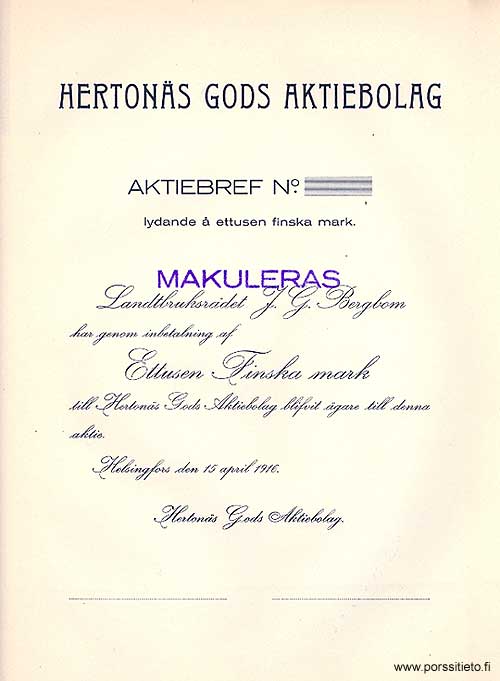 HERTONÄS GODS AKTIEBOLAG
AKTIEBREF No.
lydande å ettusen finska mark.
MAKULERAS
Landtbruksrådet J. G. Bergbom
har genom inbetalning af
Ettusen Finska mark
till Hertonäs Gods Aktiebolag blifvit ägare till denna
aktie.
Helsingfors den 15 april 1916.
Hertonäs Gods Aktiebolag.
www.porssitieto.fi